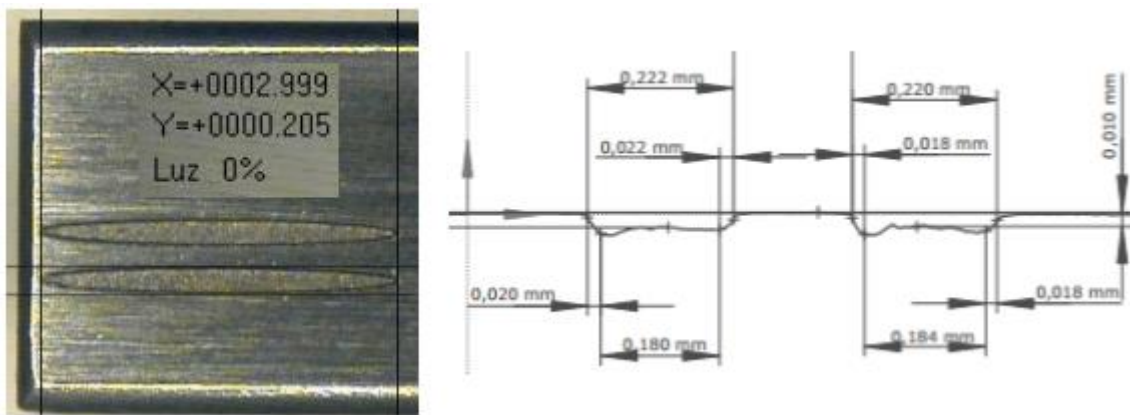 X=+0002.999
Y=+0000.205
Luz 0%
0,222 mm
0,220 mm
0,010 mm
0,022 mm
0,018 mm
0,020 mm
0,018 mm
0,180 mm
0,184 mm